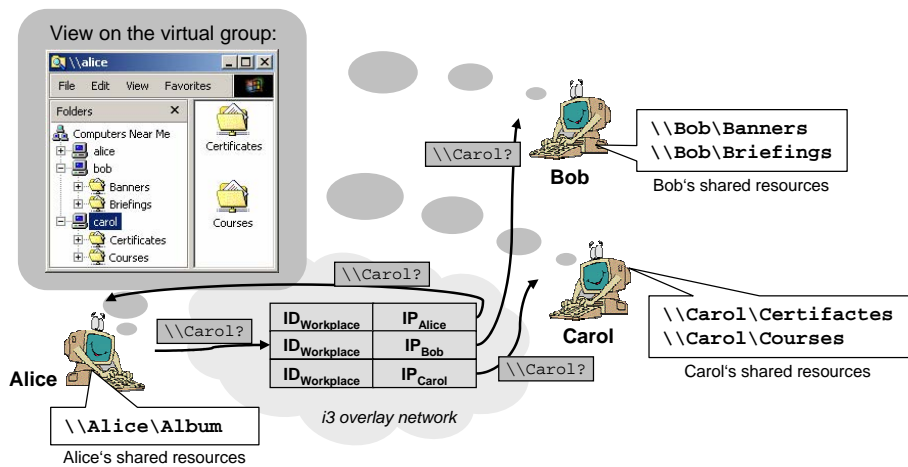 View on the virtual group:
\\alice
File Edit View Favorites
Folders x
Computers Near Me
alice
bob
Banners
Briefings
carol
Certificates
Courses
Certificates
Courses
\\Carol?
Bob
\\Bob\Banners
\\Bob\Briefings
Bob's shared resources
\\Carol?
\\Carol?
Alice
ID_Workplace IP_Alice
ID_Workplace IP_Bob
ID_Workplace IP_Carol
i3 overlay network
\\Carol?
Carol
\\Carol\Certifactes
\\Carol\Courses
Carol's shared resources
\\Alice\Album
Alice's shared resources